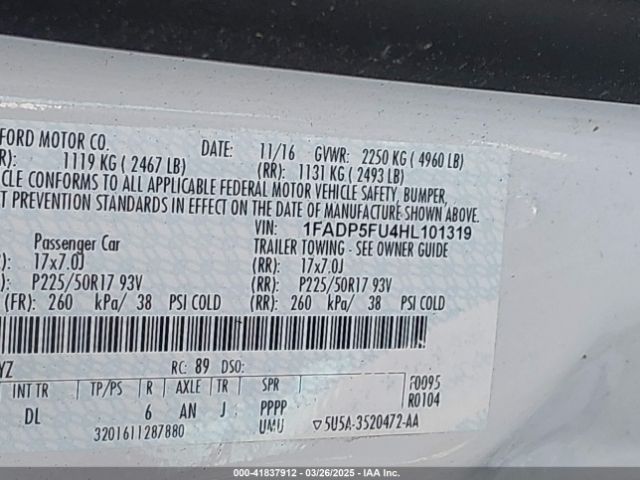 FORD MOTOR CO. DATE: 11/16 GVWR: 2250 KG ( 4960 LB)
R): 1119 KG ( 2467 LB) (RR): 1131 KG ( 2493 LB)
CLE CONFORMS TO ALL APPLICABLE FEDERAL MOTOR VEHICLE SAFETY, BUMPER,
T PREVENTION STANDARDS IN EFFECT ON THE DATE OF MANUFACTURE SHOWN ABOVE.
VIN: 1FADP5FU4HL101319
Passenger Car TRAILER TOWING - SEE OWNER GUIDE
): 17x7.0J (RR): 17x7.0J
): P225/50R17 93V (RR): P225/50R17 93V
(FR): 260 kPa/ 38 PSI COLD (RR): 260 kPa/ 38 PSI COLD
YZ RC: 89 DSO:
INT TR TP/PS R AXLE TR SPR F0095
DL 6 AN J PPPP R0104
UMU ▽5U5A-3520472-AA
3201611287880
000-41837912 - 03/26/2025 - IAA Inc.